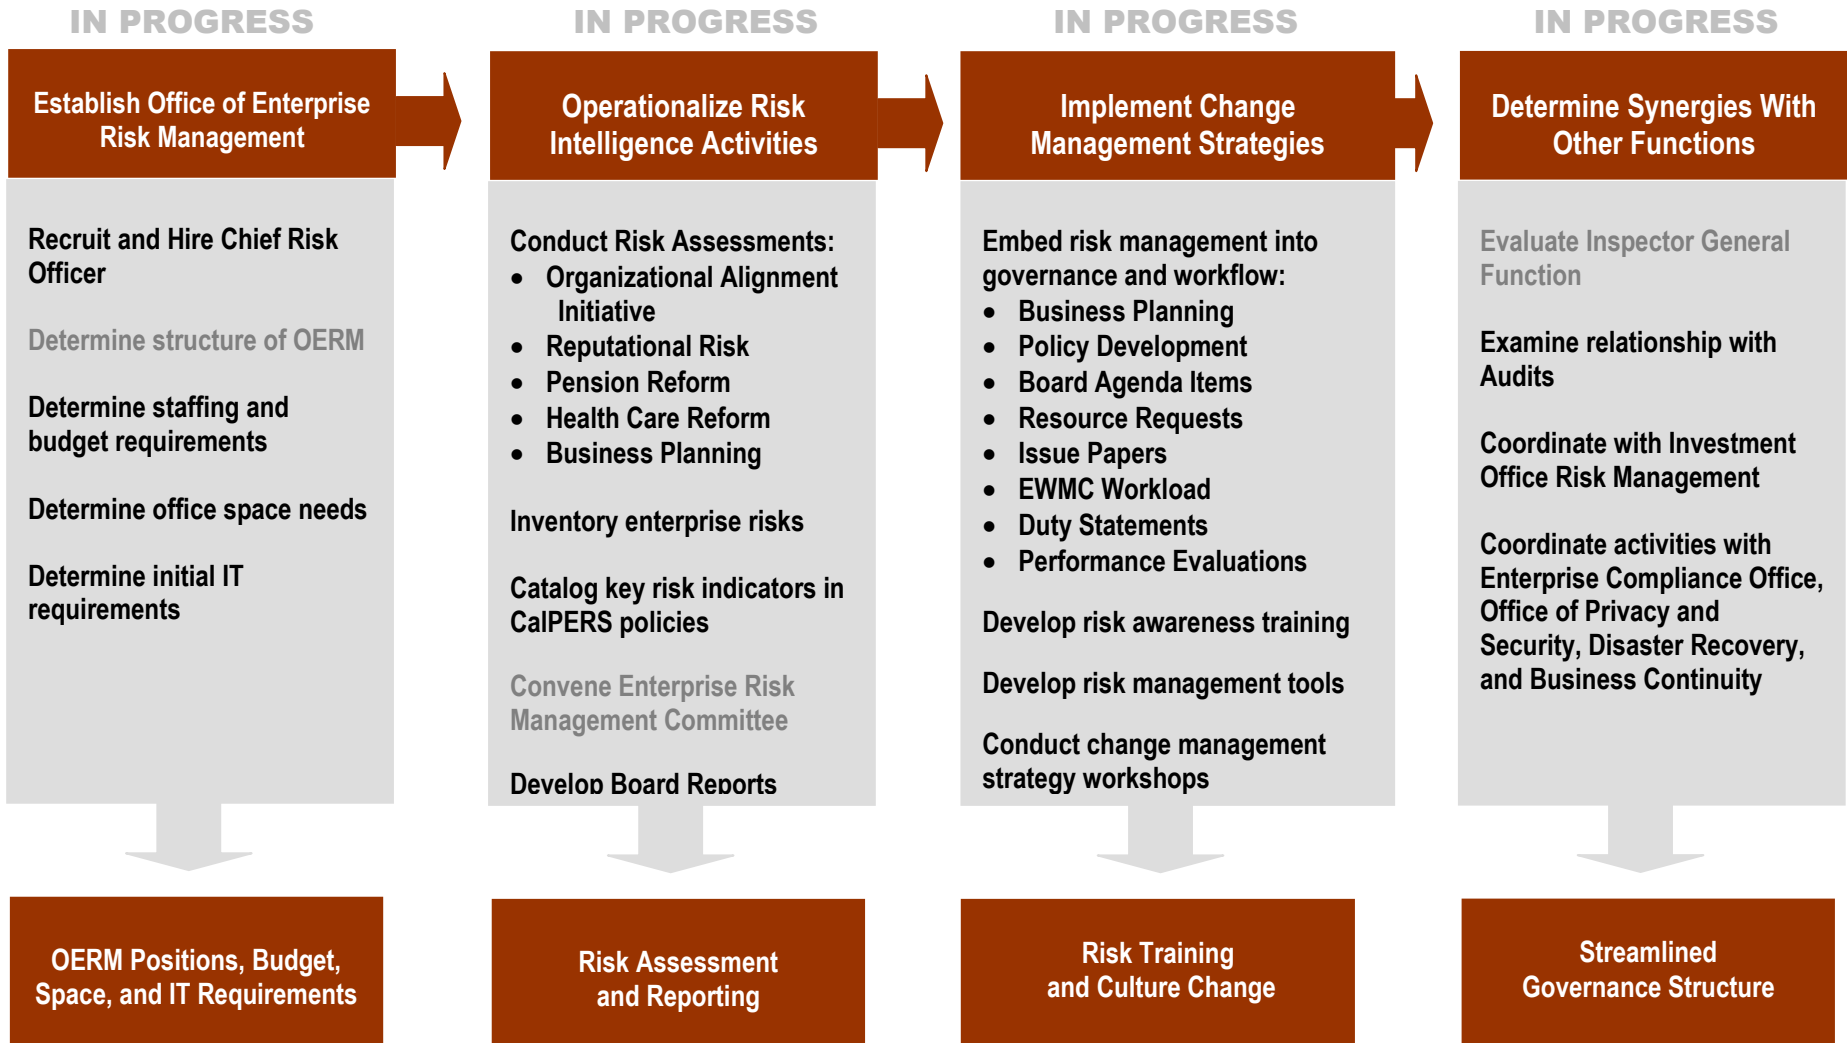 IN PROGRESS
Establish Office of Enterprise
Risk Management
Recruit and Hire Chief Risk
Officer
Determine structure of OERM
Determine staffing and
budget requirements
Determine office space needs
Determine initial IT
requirements
OERM Positions, Budget,
Space, and IT Requirements
IN PROGRESS
Operationalize Risk
Intelligence Activities
Conduct Risk Assessments:
• Organizational Alignment
Initiative
• Reputational Risk
• Pension Reform
• Health Care Reform
• Business Planning
Inventory enterprise risks
Catalog key risk indicators in
CalPERS policies
Convene Enterprise Risk
Management Committee
Develop Board Reports
Risk Assessment
and Reporting
IN PROGRESS
Implement Change
Management Strategies
Embed risk management into
governance and workflow:
• Business Planning
• Policy Development
• Board Agenda Items
• Resource Requests
• Issue Papers
• EWMC Workload
• Duty Statements
• Performance Evaluations
Develop risk awareness training
Develop risk management tools
Conduct change management
strategy workshops
Risk Training
and Culture Change
IN PROGRESS
Determine Synergies With
Other Functions
Evaluate Inspector General
Function
Examine relationship with
Audits
Coordinate with Investment
Office Risk Management
Coordinate activities with
Enterprise Compliance Office,
Office of Privacy and
Security, Disaster Recovery,
and Business Continuity
Streamlined
Governance Structure